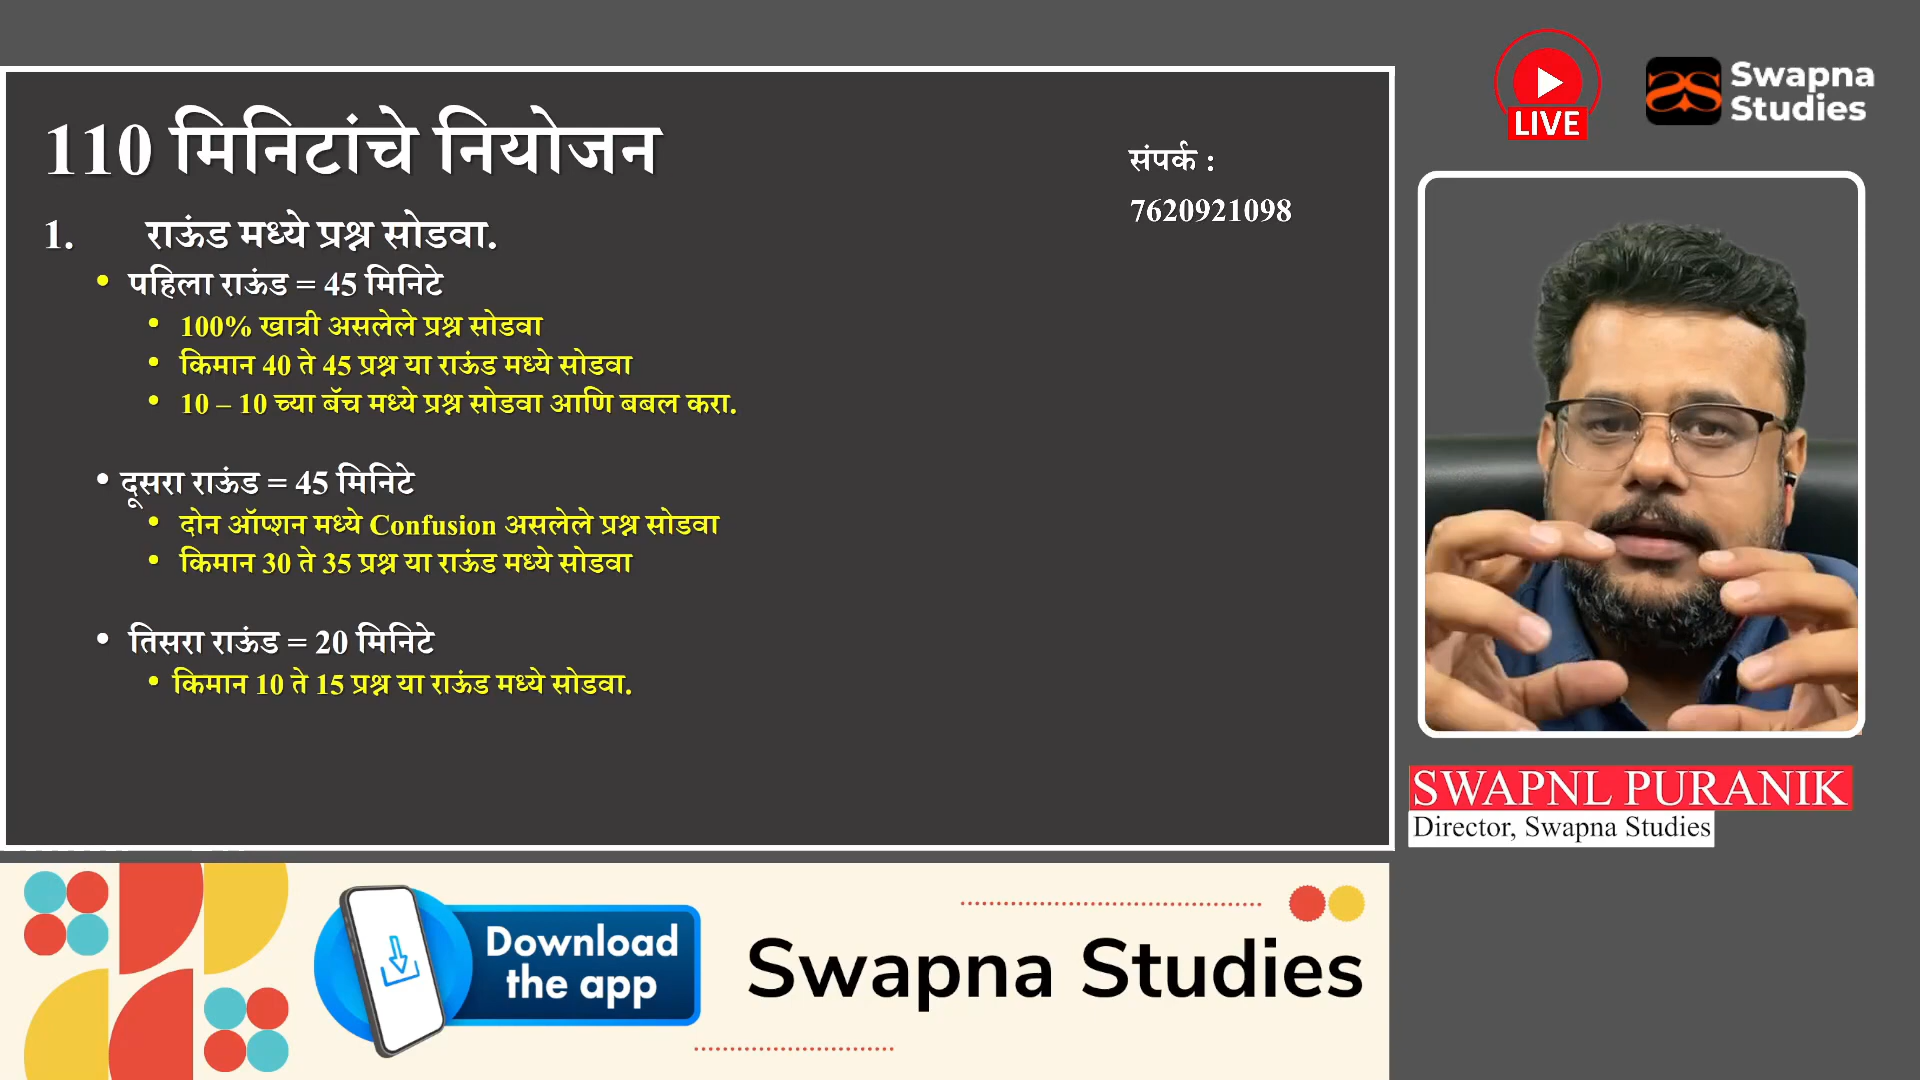 110 मिनिटांचे नियोजन
संपर्क :
7620921098
1. राऊंड मध्ये प्रश्न सोडवा.
• पहिला राऊंड = 45 मिनिटे
• 100% खात्री असलेले प्रश्न सोडवा
• किमान 40 ते 45 प्रश्न या राऊंड मध्ये सोडवा
• 10 – 10 च्या बॅच मध्ये प्रश्न सोडवा आणि बबल करा.
• दूसरा राऊंड = 45 मिनिटे
• दोन ऑप्शन मध्ये Confusion असलेले प्रश्न सोडवा
• किमान 30 ते 35 प्रश्न या राऊंड मध्ये सोडवा
• तिसरा राऊंड = 20 मिनिटे
• किमान 10 ते 15 प्रश्न या राऊंड मध्ये सोडवा.
LIVE
Swapna
Studies
SWAPNL PURANIK
Director, Swapna Studies
Download
the app
Swapna Studies